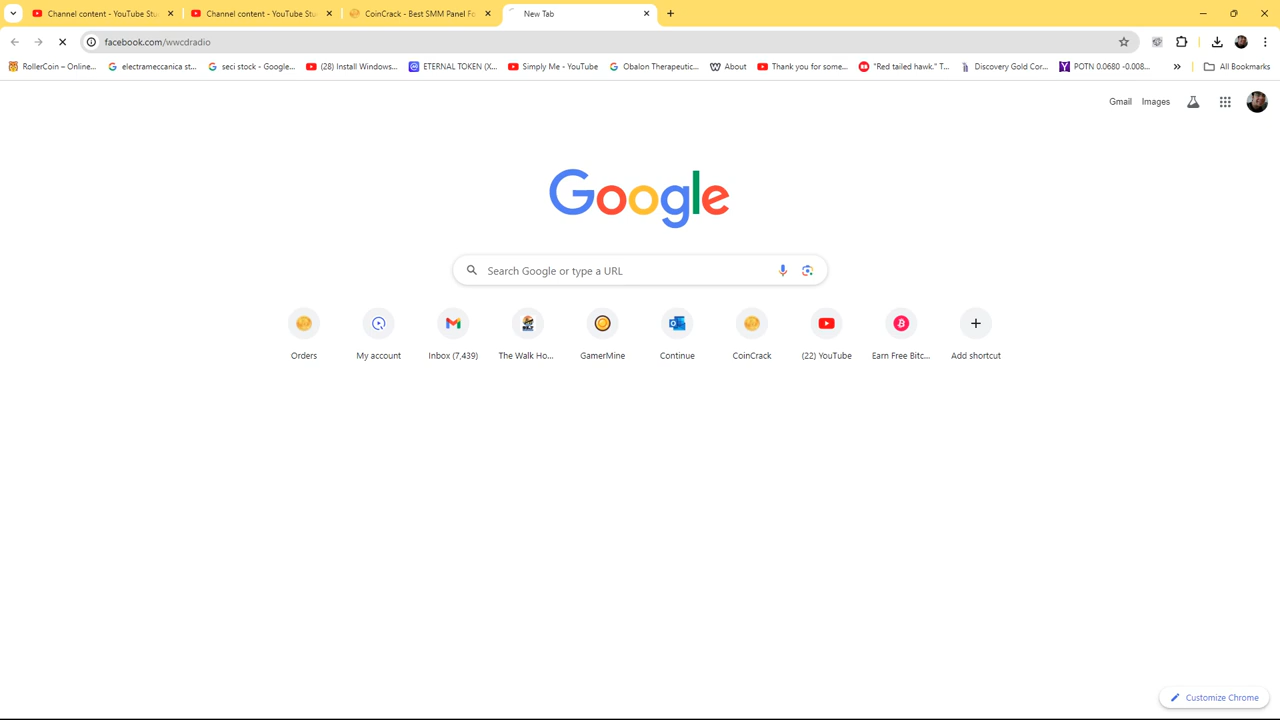 Channel content - YouTube Stu
Channel content - YouTube Stu
CoinCrack - Best SMM Panel Fo
New Tab
facebook.com/wwcdradio
RollerCoin – Online...
electrameccanica st...
seci stock - Google...
(28) Install Windows...
ETERNAL TOKEN (X...
Simply Me - YouTube
Obalon Therapeutic...
About
Thank you for some...
"Red tailed hawk." T...
Discovery Gold Cor...
POTN 0.0680 -0.008...
All Bookmarks
Gmail
Images
Google
Search Google or type a URL
Orders
My account
Inbox (7,439)
The Walk Ho...
GamerMine
Continue
CoinCrack
(22) YouTube
Earn Free Bitc...
Add shortcut
Customize Chrome